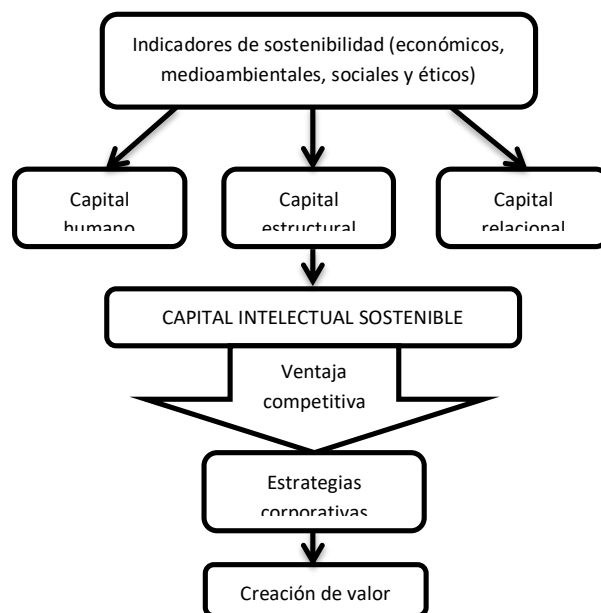 Indicadores de sostenibilidad (económicos,
medioambientales, sociales y éticos)
Capital
humano
Capital
estructural
Capital
relacional
CAPITAL INTELECTUAL SOSTENIBLE
Ventaja
competitiva
Estrategias
corporativas
Creación de valor